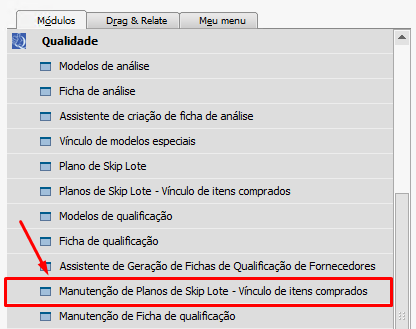 Módulos Drag & Relate Meu menu
Qualidade
Modelos de análise
Ficha de análise
Assistente de criação de ficha de análise
Vínculo de modelos especiais
Plano de Skip Lote
Planos de Skip Lote - Vínculo de itens comprados
Modelos de qualificação
Ficha de qualificação
Assistente de Geração de Fichas de Qualificação de Fornecedores
Manutenção de Planos de Skip Lote - Vínculo de itens comprados
Manutenção de Ficha de qualificação